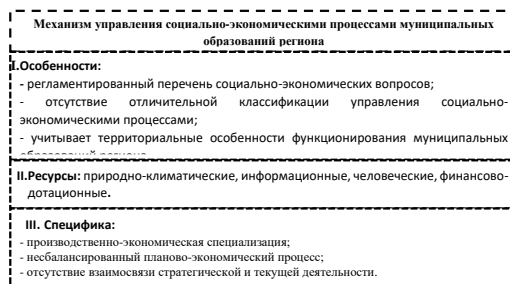 Механизм управления социально-экономическими процессами муниципальных
образований региона
I.Особенности:
- регламентированный перечень социально-экономических вопросов;
- отсутствие отличительной классификации управления социально-
экономическими процессами;
- учитывает территориальные особенности функционирования муниципальных
II.Ресурсы: природно-климатические, информационные, человеческие, финансово-
дотационные.
III. Специфика:
- производственно-экономическая специализация;
- несбалансированный планово-экономический процесс;
- отсутствие взаимосвязи стратегической и текущей деятельности.